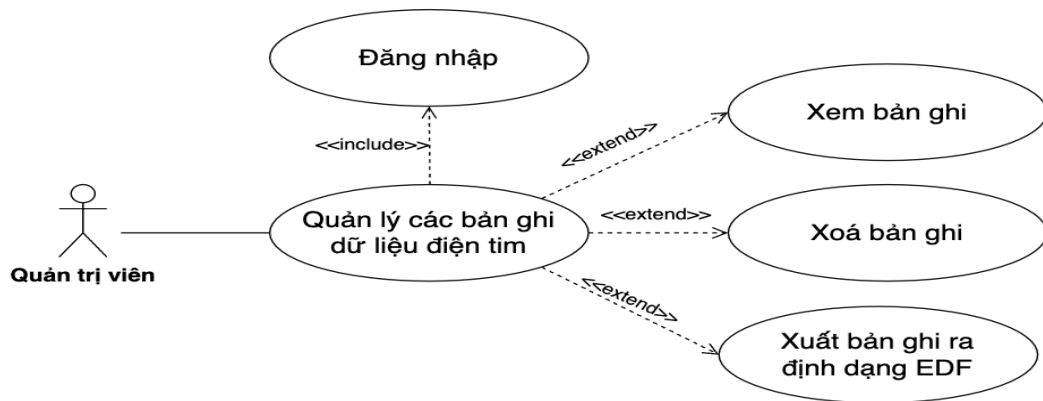 Đăng nhập
<<include>>
<<extend>>
Xem bản ghi
Quản lý các bản ghi
dữ liệu điện tim
<<extend>>
Xoá bản ghi
Quản trị viên
<<extend>>
Xuất bản ghi ra
định dạng EDF